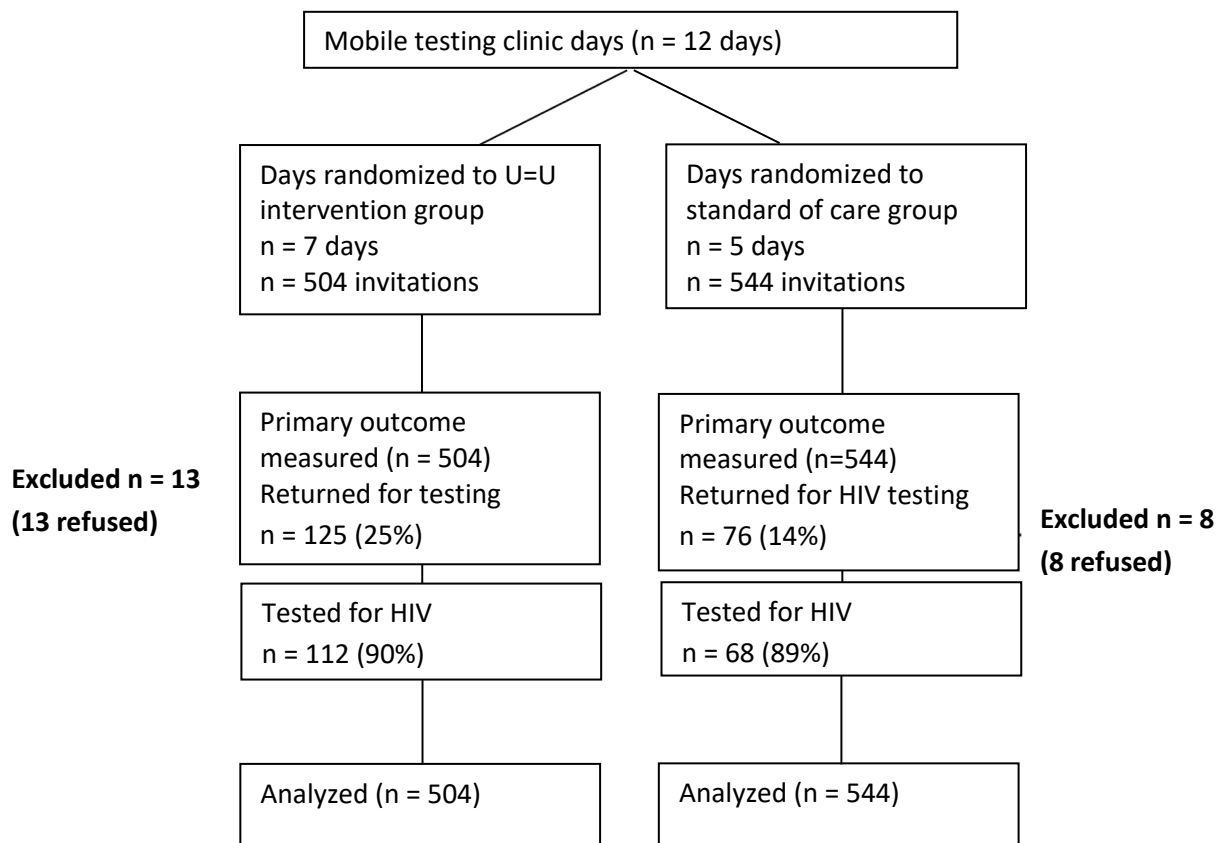 Mobile testing clinic days (n = 12 days)
Days randomized to U=U
intervention group
n = 7 days
n = 504 invitations
Days randomized to
standard of care group
n = 5 days
n = 544 invitations
Excluded n = 13
(13 refused)
Primary outcome
measured (n = 504)
Returned for testing
n = 125 (25%)
Primary outcome
measured (n=544)
Returned for HIV testing
n = 76 (14%)
Excluded n = 8
(8 refused)
Tested for HIV
n = 112 (90%)
Tested for HIV
n = 68 (89%)
Analyzed (n = 504)
Analyzed (n = 544)